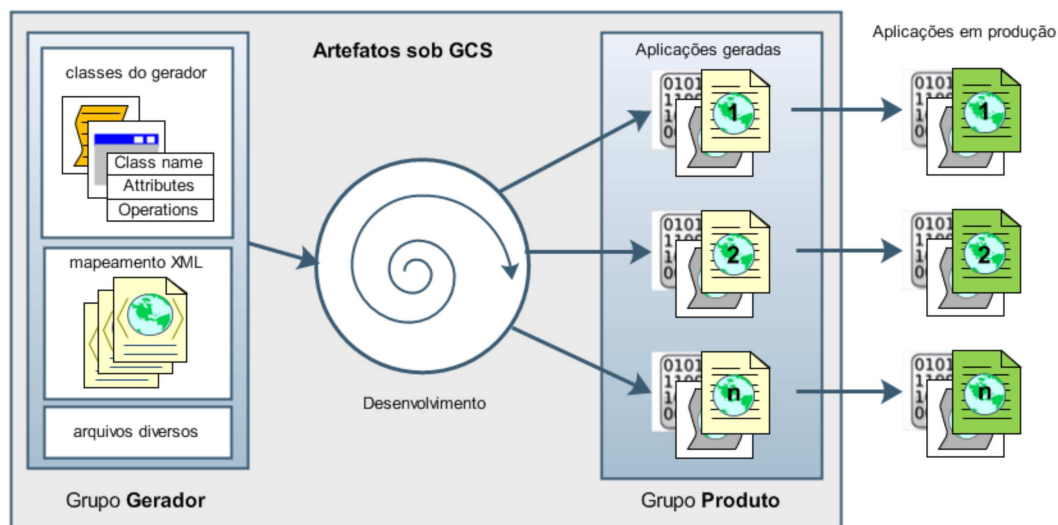 Artefatos sob GCS
classes do gerador
Class name
Attributes
Operations
mapeamento XML
arquivos diversos
Grupo Gerador
Desenvolvimento
Aplicações geradas
1
2
n
Grupo Produto
Aplicações em produção
1
2
n